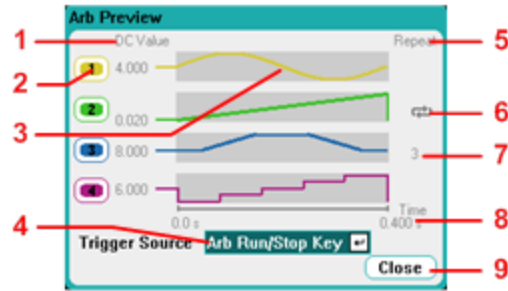 Arb Preview
1 DC Value Repeat 5
1 4.000
2
2 0.020 6
3
3 8.000 3 7
4 6.000
Time
4 0.0 s 0.400 s 8
Trigger Source Arb Run/Stop Key
Close 9